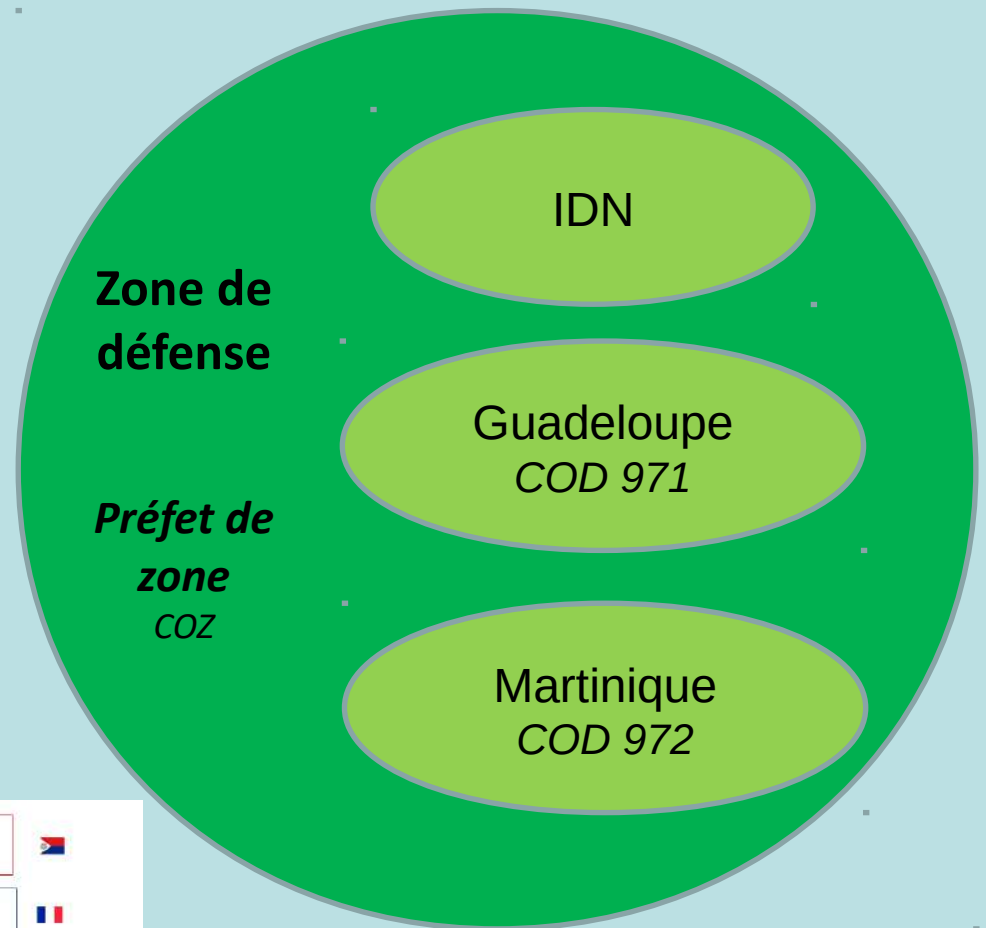 Zone de
défense
Préfet de
zone
COZ
IDN
Guadeloupe
COD 971
Martinique
COD 972